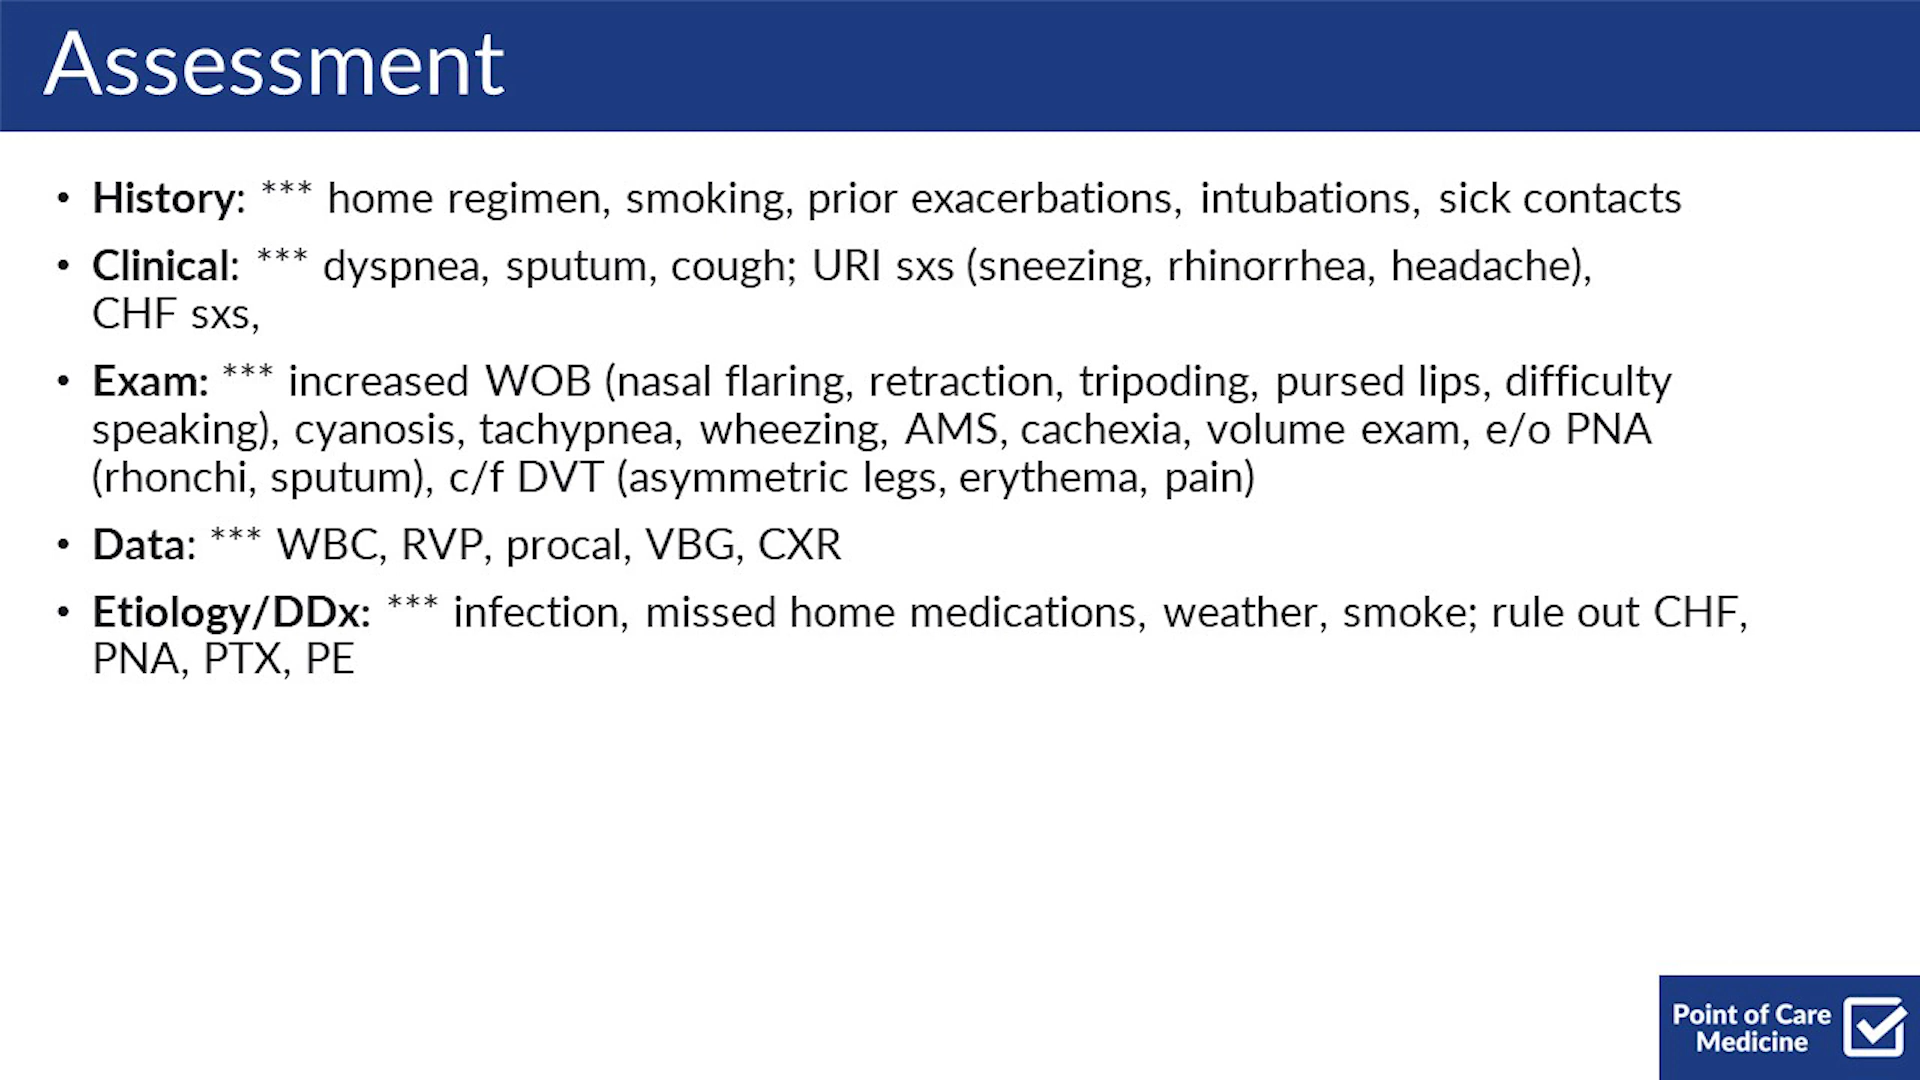 Assessment
• History: *** home regimen, smoking, prior exacerbations, intubations, sick contacts
• Clinical: *** dyspnea, sputum, cough; URI sxs (sneezing, rhinorrhea, headache),
CHF sxs,
• Exam: *** increased WOB (nasal flaring, retraction, tripoding, pursed lips, difficulty
speaking), cyanosis, tachypnea, wheezing, AMS, cachexia, volume exam, e/o PNA
(rhonchi, sputum), c/f DVT (asymmetric legs, erythema, pain)
• Data: *** WBC, RVP, procal, VBG, CXR
• Etiology/DDx: *** infection, missed home medications, weather, smoke; rule out CHF,
PNA, PTX, PE
Point of Care
Medicine